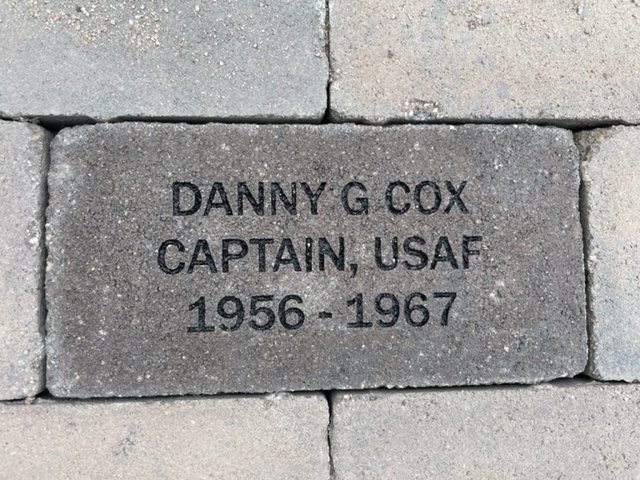 DANNY G COX
CAPTAIN, USAF
1956 - 1967